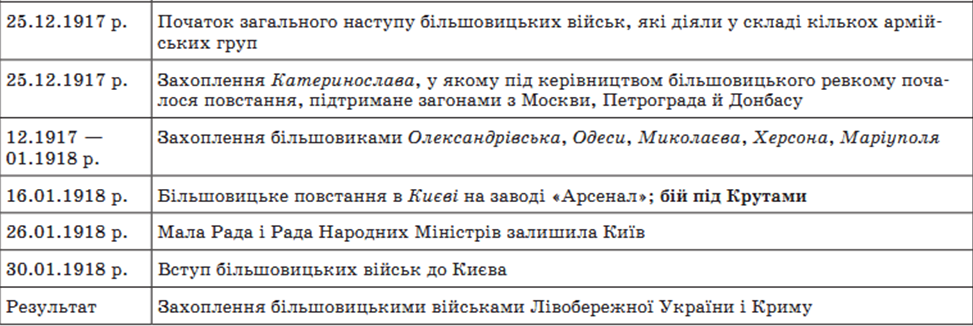 25.12.1917 р.
Початок загального наступу більшовицьких військ, які діяли у складі кількох армій-
ських груп
25.12.1917 р.
Захоплення Катеринослава, у якому під керівництвом більшовицького ревкому поча-
лося повстання, підтримане загонами з Москви, Петрограда й Донбасу
12.1917 —
01.1918 р.
Захоплення більшовиками Олександрівська, Одеси, Миколаєва, Херсона, Маріуполя
16.01.1918 р.
Більшовицьке повстання в Києві на заводі «Арсенал»; бій під Крутами
26.01.1918 р.
Мала Рада і Рада Народних Міністрів залишила Київ
30.01.1918 р.
Вступ більшовицьких військ до Києва
Результат
Захоплення більшовицькими військами Лівобережної України і Криму